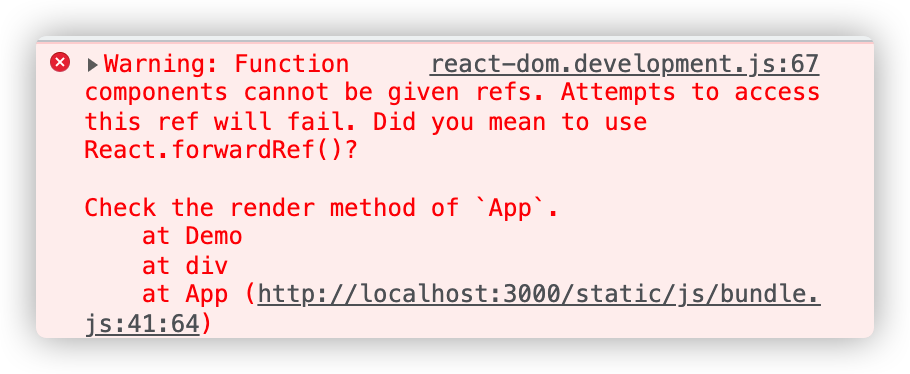 Warning: Function react-dom.development.js:67
components cannot be given refs. Attempts to access
this ref will fail. Did you mean to use
React.forwardRef()?
Check the render method of `App`.
at Demo
at div
at App (http://localhost:3000/static/js/bundle.
js:41:64)